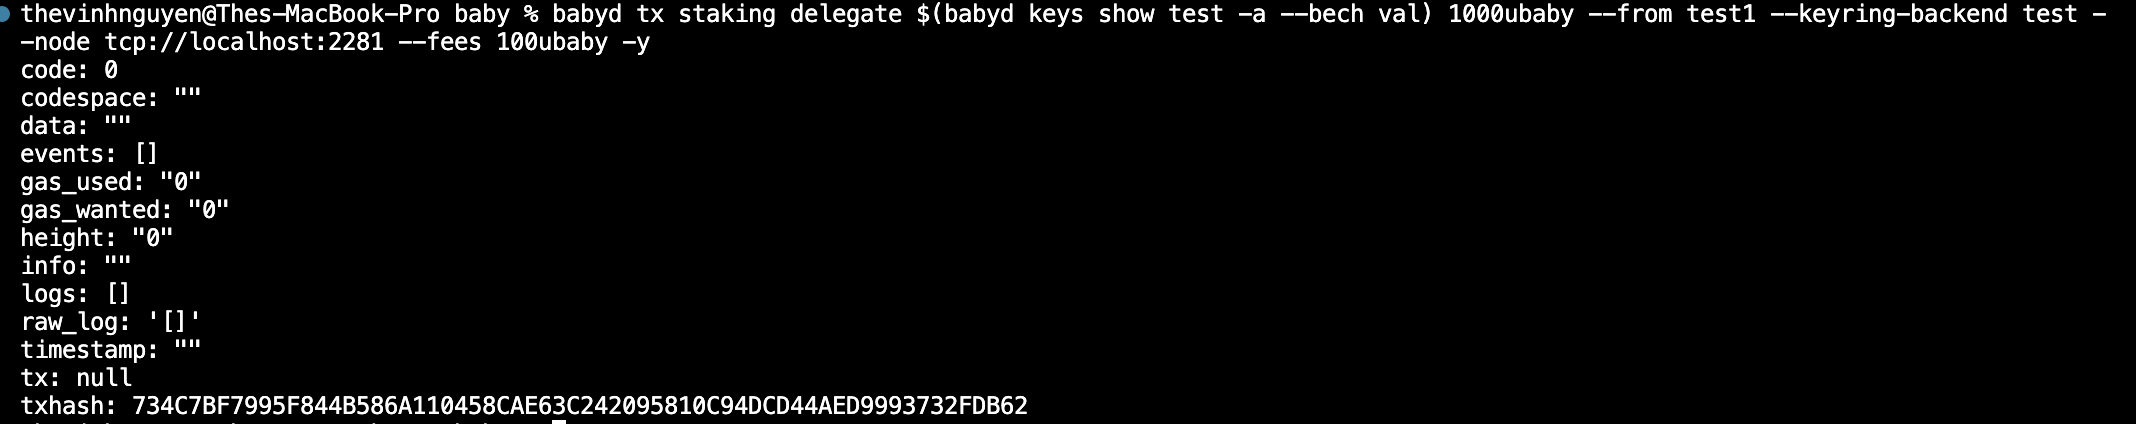 thevinhnguyen@Thes-MacBook-Pro baby % babyd tx staking delegate $(babyd keys show test -a --bech val) 1000ubaby --from test1 --keyring-backend test -
-node tcp://localhost:2281 --fees 100ubaby -y
code: 0
codespace: ""
data: ""
events: []
gas_used: "0"
gas_wanted: "0"
height: "0"
info: ""
logs: []
raw_log: '[]'
timestamp: ""
tx: null
txhash: 734C7BF7995F844B586A110458CAE63C242095810C94DCD44AED9993732FDB62